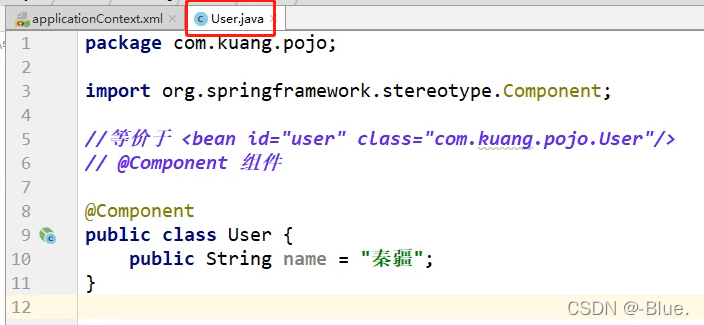 applicationContext.xml × C User.java ×
1 package com.kuang.pojo;
2
3 import org.springframework.stereotype.Component;
4
5 //等价于 <bean id="user" class="com.kuang.pojo.User"/>
6 // @Component 组件
7
8 @Component
9 public class User {
10 public String name = "秦疆";
11 }
12
CSDN @-Blue.